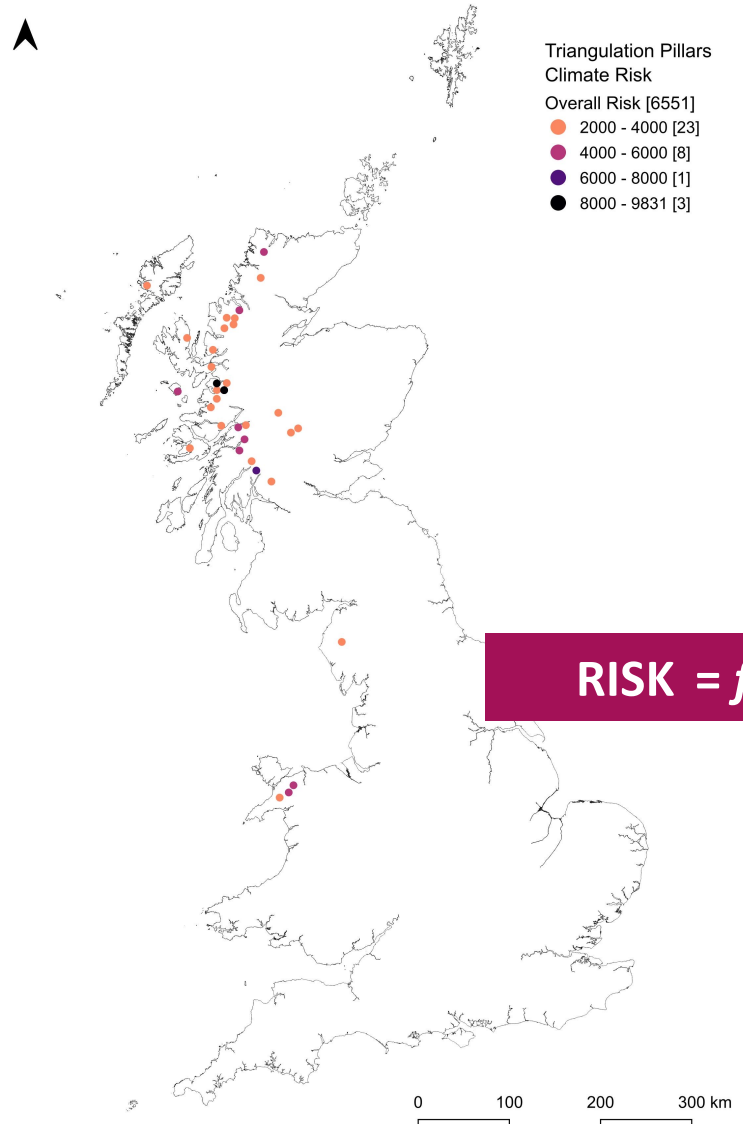 Triangulation Pillars
Climate Risk
Overall Risk [6551]
2000 - 4000 [23]
4000 - 6000 [8]
6000 - 8000 [1]
8000 - 9831 [3]
RISK = f
0 100 200 300 km